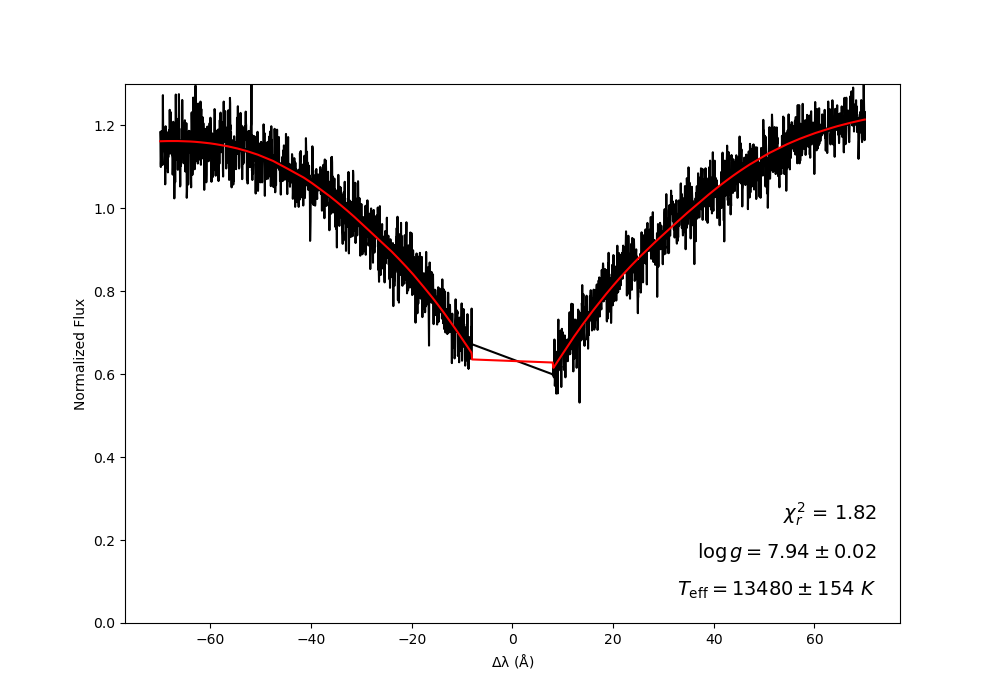 1.2
1.0
0.8
0.6
0.4
0.2
0.0
Normalized Flux
χ²ᵣ = 1.82
log g = 7.94 ± 0.02
T_eff = 13480 ± 154 K
−60 −40 −20 0 20 40 60
Δλ (Å)